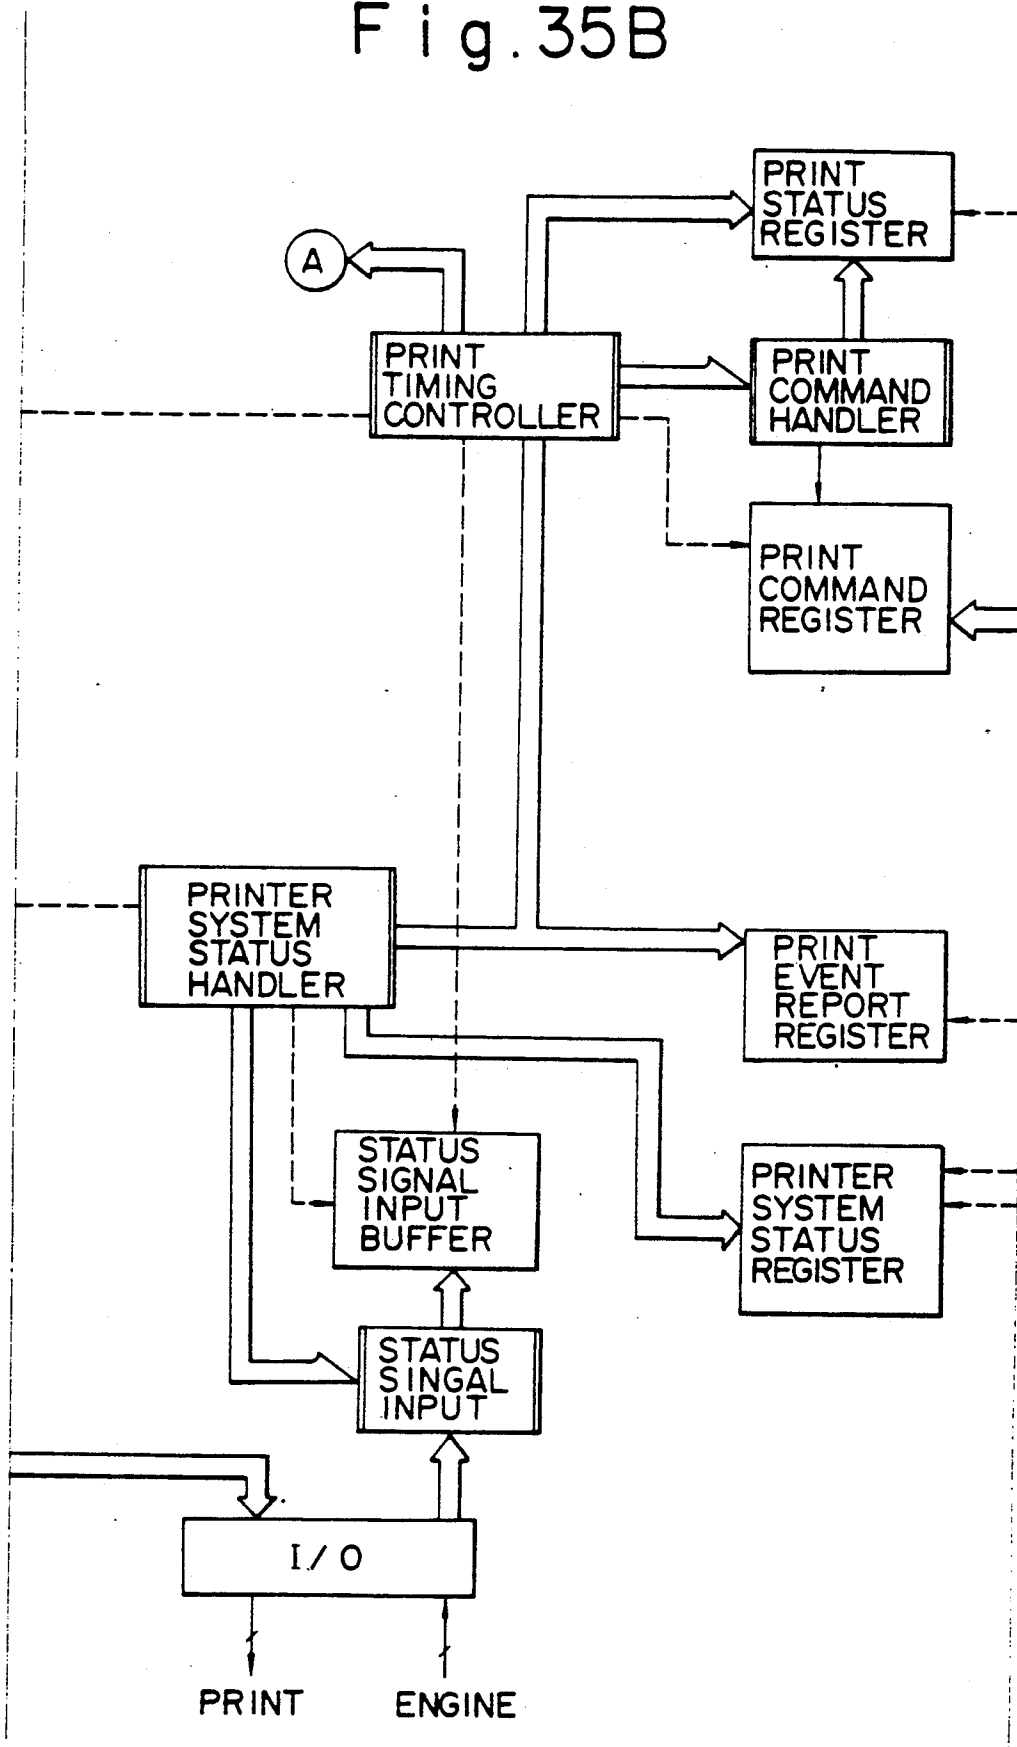 Fig. 35B
PRINT
STATUS
REGISTER
A
PRINT
TIMING
CONTROLLER
PRINT
COMMAND
HANDLER
PRINT
COMMAND
REGISTER
PRINTER
SYSTEM
STATUS
HANDLER
PRINT
EVENT
REPORT
REGISTER
STATUS
SIGNAL
INPUT
BUFFER
PRINTER
SYSTEM
STATUS
REGISTER
STATUS
SINGAL
INPUT
I/O
PRINT ENGINE